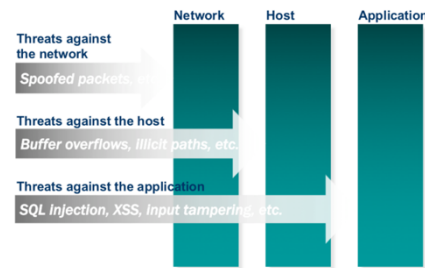 Network Host Application
Threats against
the network
Spoofed packets, etc.
Threats against the host
Buffer overflows, illicit paths, etc.
Threats against the application
SQL injection, XSS, input tampering, etc.